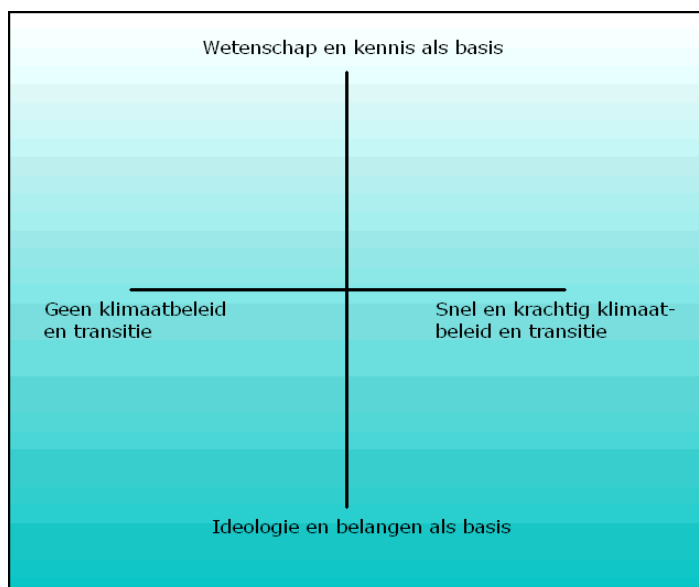 Wetenschap en kennis als basis
Geen klimaatbeleid
en transitie
Snel en krachtig klimaat-
beleid en transitie
Ideologie en belangen als basis